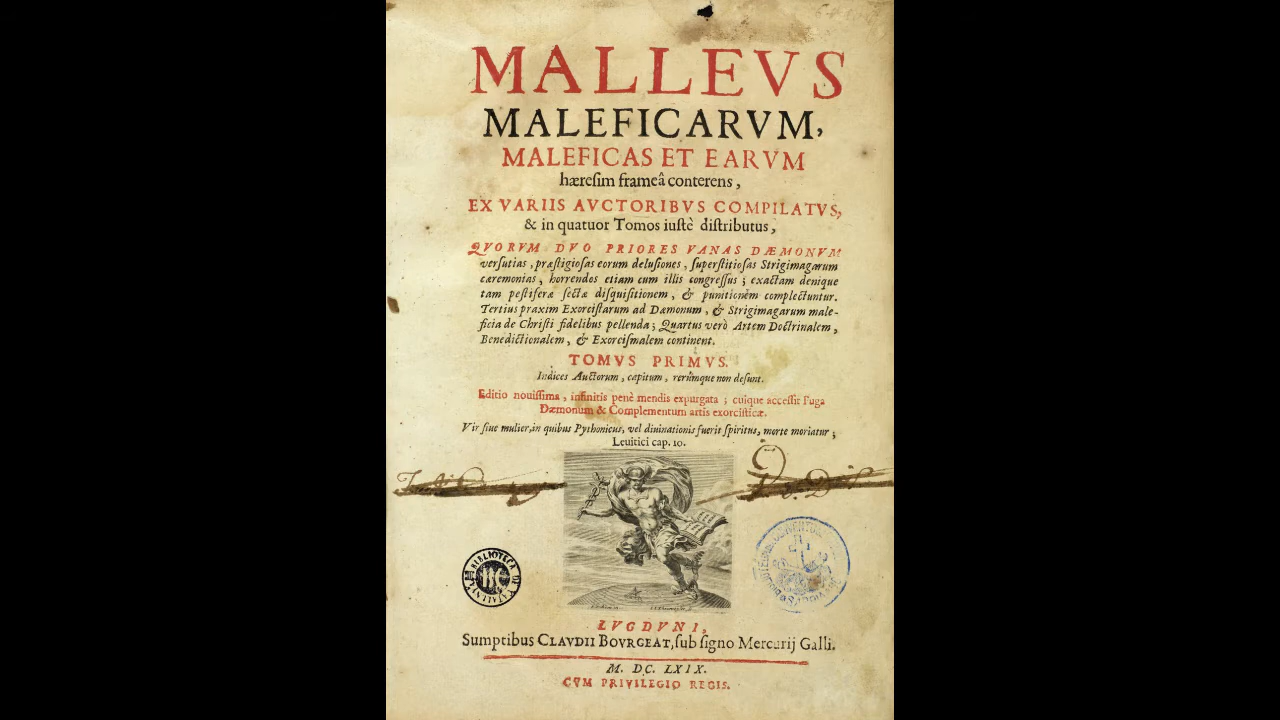 MALLEVS
MALEFICARVM,
MALEFICAS ET EARVM
hæresim frameâ conterens,
EX VARIIS AVCTORIBVS COMPILATVS,
& in quatuor Tomos iustè distributus,
QVORVM DVO PRIORES VANAS DÆMONVM
versutias, præstigiosas eorum delusiones, superstitiosas Strigimagarum
cæremonias, horrendos etiam cum illis congressus; exactam denique
tam pestiferæ sectæ disquisitionem, & punitionem complectuntur.
Tertius praxim Exorcistarum ad Dæmonum, & Strigimagarum male-
ficia de Christi fidelibus pellenda; Quartus verò Artem Doctrinalem,
Benedictionalem, & Exorcismalem continent.
TOMVS PRIMVS.
Indices Auctorum, capitum, rerúmque non desunt.
Editio nouissima, infinitis penè mendis expurgata; cuique accessit Fuga
Dæmonum & Complementum artis exorcisticæ.
Vir siue mulier, in quibus Pythonicus, vel diuinationis fuerit spiritus, morte moriatur;
Leuitici cap. 10.
BIBLIOTECA DE CATALUNYA
BC
LVGDVNI,
Sumptibus CLAVDII BOVRGEAT, sub signo Mercurij Galli.
M. DC. LXIX.
CVM PRIVILEGIO REGIS.